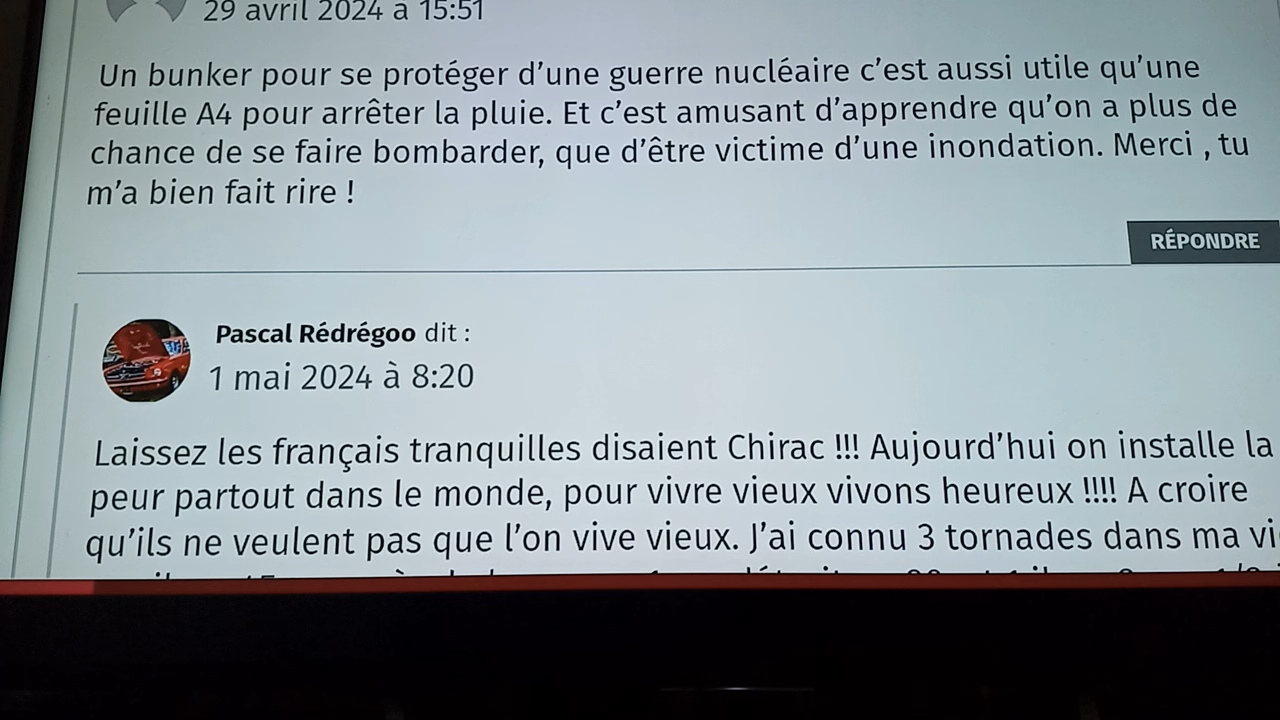 29 avril 2024 à 15:51
Un bunker pour se protéger d’une guerre nucléaire c’est aussi utile qu’une
feuille A4 pour arrêter la pluie. Et c’est amusant d’apprendre qu’on a plus de
chance de se faire bombarder, que d’être victime d’une inondation. Merci , tu
m’a bien fait rire !
RÉPONDRE
Pascal Rédrégoo dit :
1 mai 2024 à 8:20
Laissez les français tranquilles disaient Chirac !!! Aujourd’hui on installe la
peur partout dans le monde, pour vivre vieux vivons heureux !!!! A croire
qu’ils ne veulent pas que l’on vive vieux. J’ai connu 3 tornades dans ma